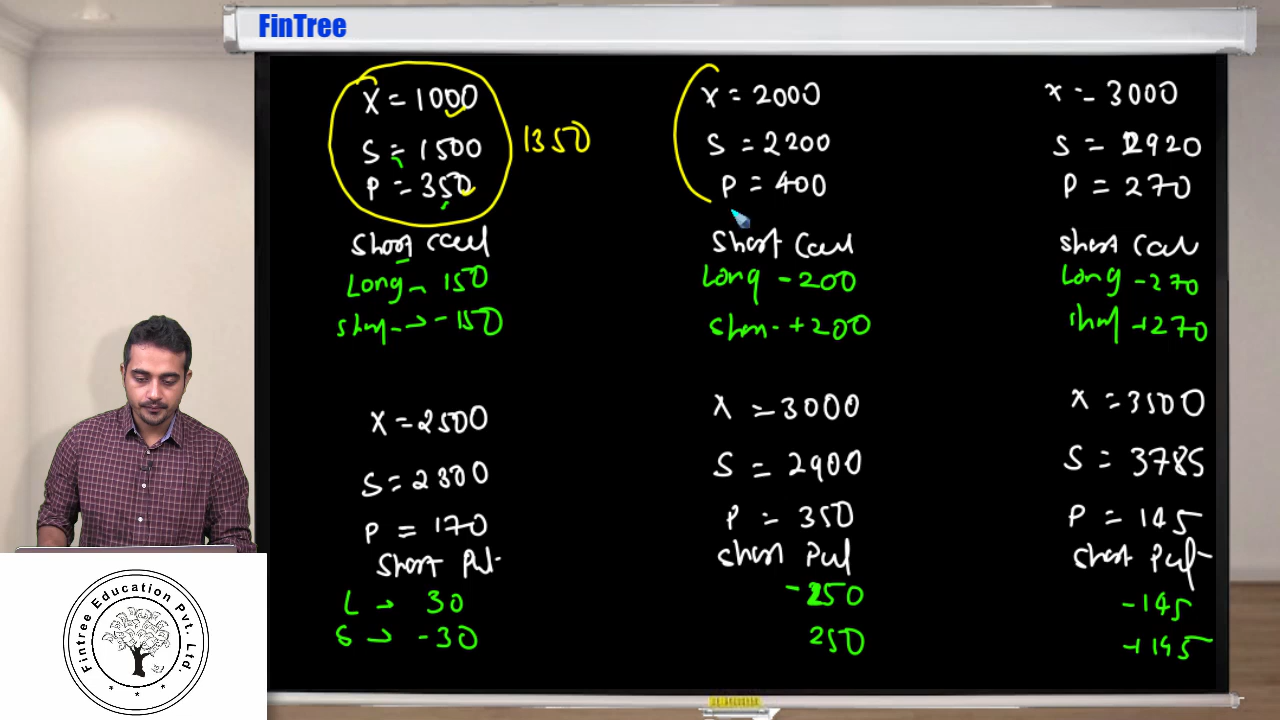 FinTree
X = 1000
S = 1500
P = 350
1350
Short Call
Long - 150
Short → -150
X = 2000
S = 2200
P = 400
Short Call
Long -200
Short +200
X = 3000
S = 2920
P = 270
Short Call
Long -270
Short +270
X = 2500
S = 2300
P = 170
Short Put
L → 30
S → -30
X = 3000
S = 2900
P = 350
Short Put
-250
250
X = 3500
S = 3785
P = 145
Short Put
-145
+145
Fintree Education Pvt. Ltd.